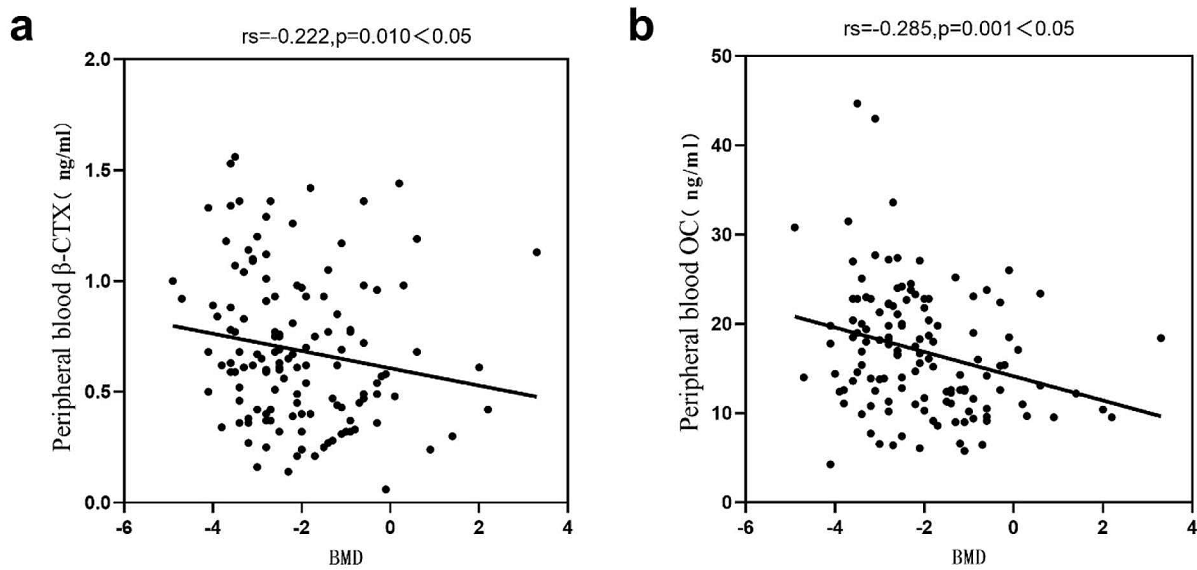 a
rs=-0.222,p=0.010<0.05
2.0
1.5
1.0
0.5
0.0
Peripheral blood β-CTX( ng/ml)
-6 -4 -2 0 2 4
BMD
b
rs=-0.285,p=0.001<0.05
50
40
30
20
10
0
Peripheral blood OC( ng/ml)
-6 -4 -2 0 2 4
BMD